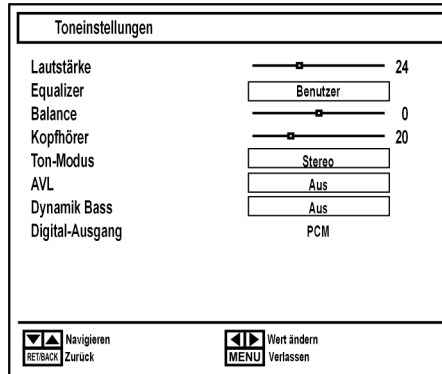 Toneinstellungen
Lautstärke 24
Equalizer Benutzer
Balance 0
Kopfhörer 20
Ton-Modus Stereo
AVL Aus
Dynamik Bass Aus
Digital-Ausgang PCM
Navigieren Wert ändern
RET/BACK Zurück MENU Verlassen